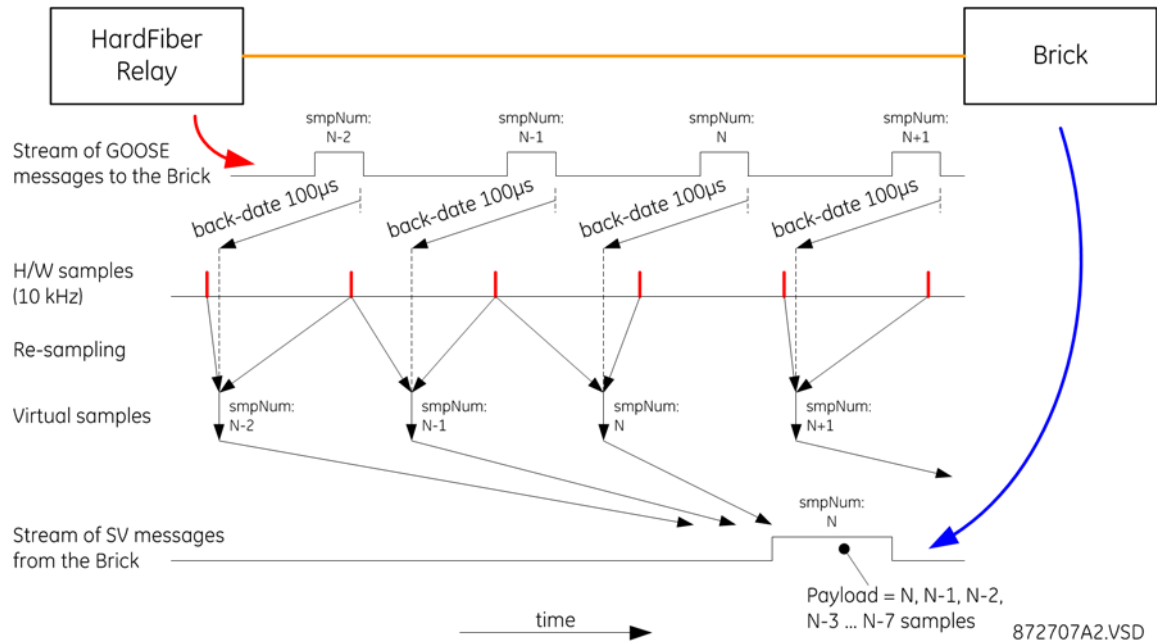 HardFiber
Relay
Brick
smpNum:
N-2
smpNum:
N-1
smpNum:
N
smpNum:
N+1
Stream of GOOSE
messages to the Brick
back-date 100µs
back-date 100µs
back-date 100µs
back-date 100µs
H/W samples
(10 kHz)
Re-sampling
Virtual samples
smpNum:
N-2
smpNum:
N-1
smpNum:
N
smpNum:
N+1
smpNum:
N
Stream of SV messages
from the Brick
Payload = N, N-1, N-2,
N-3 ... N-7 samples
time
872707A2.VSD